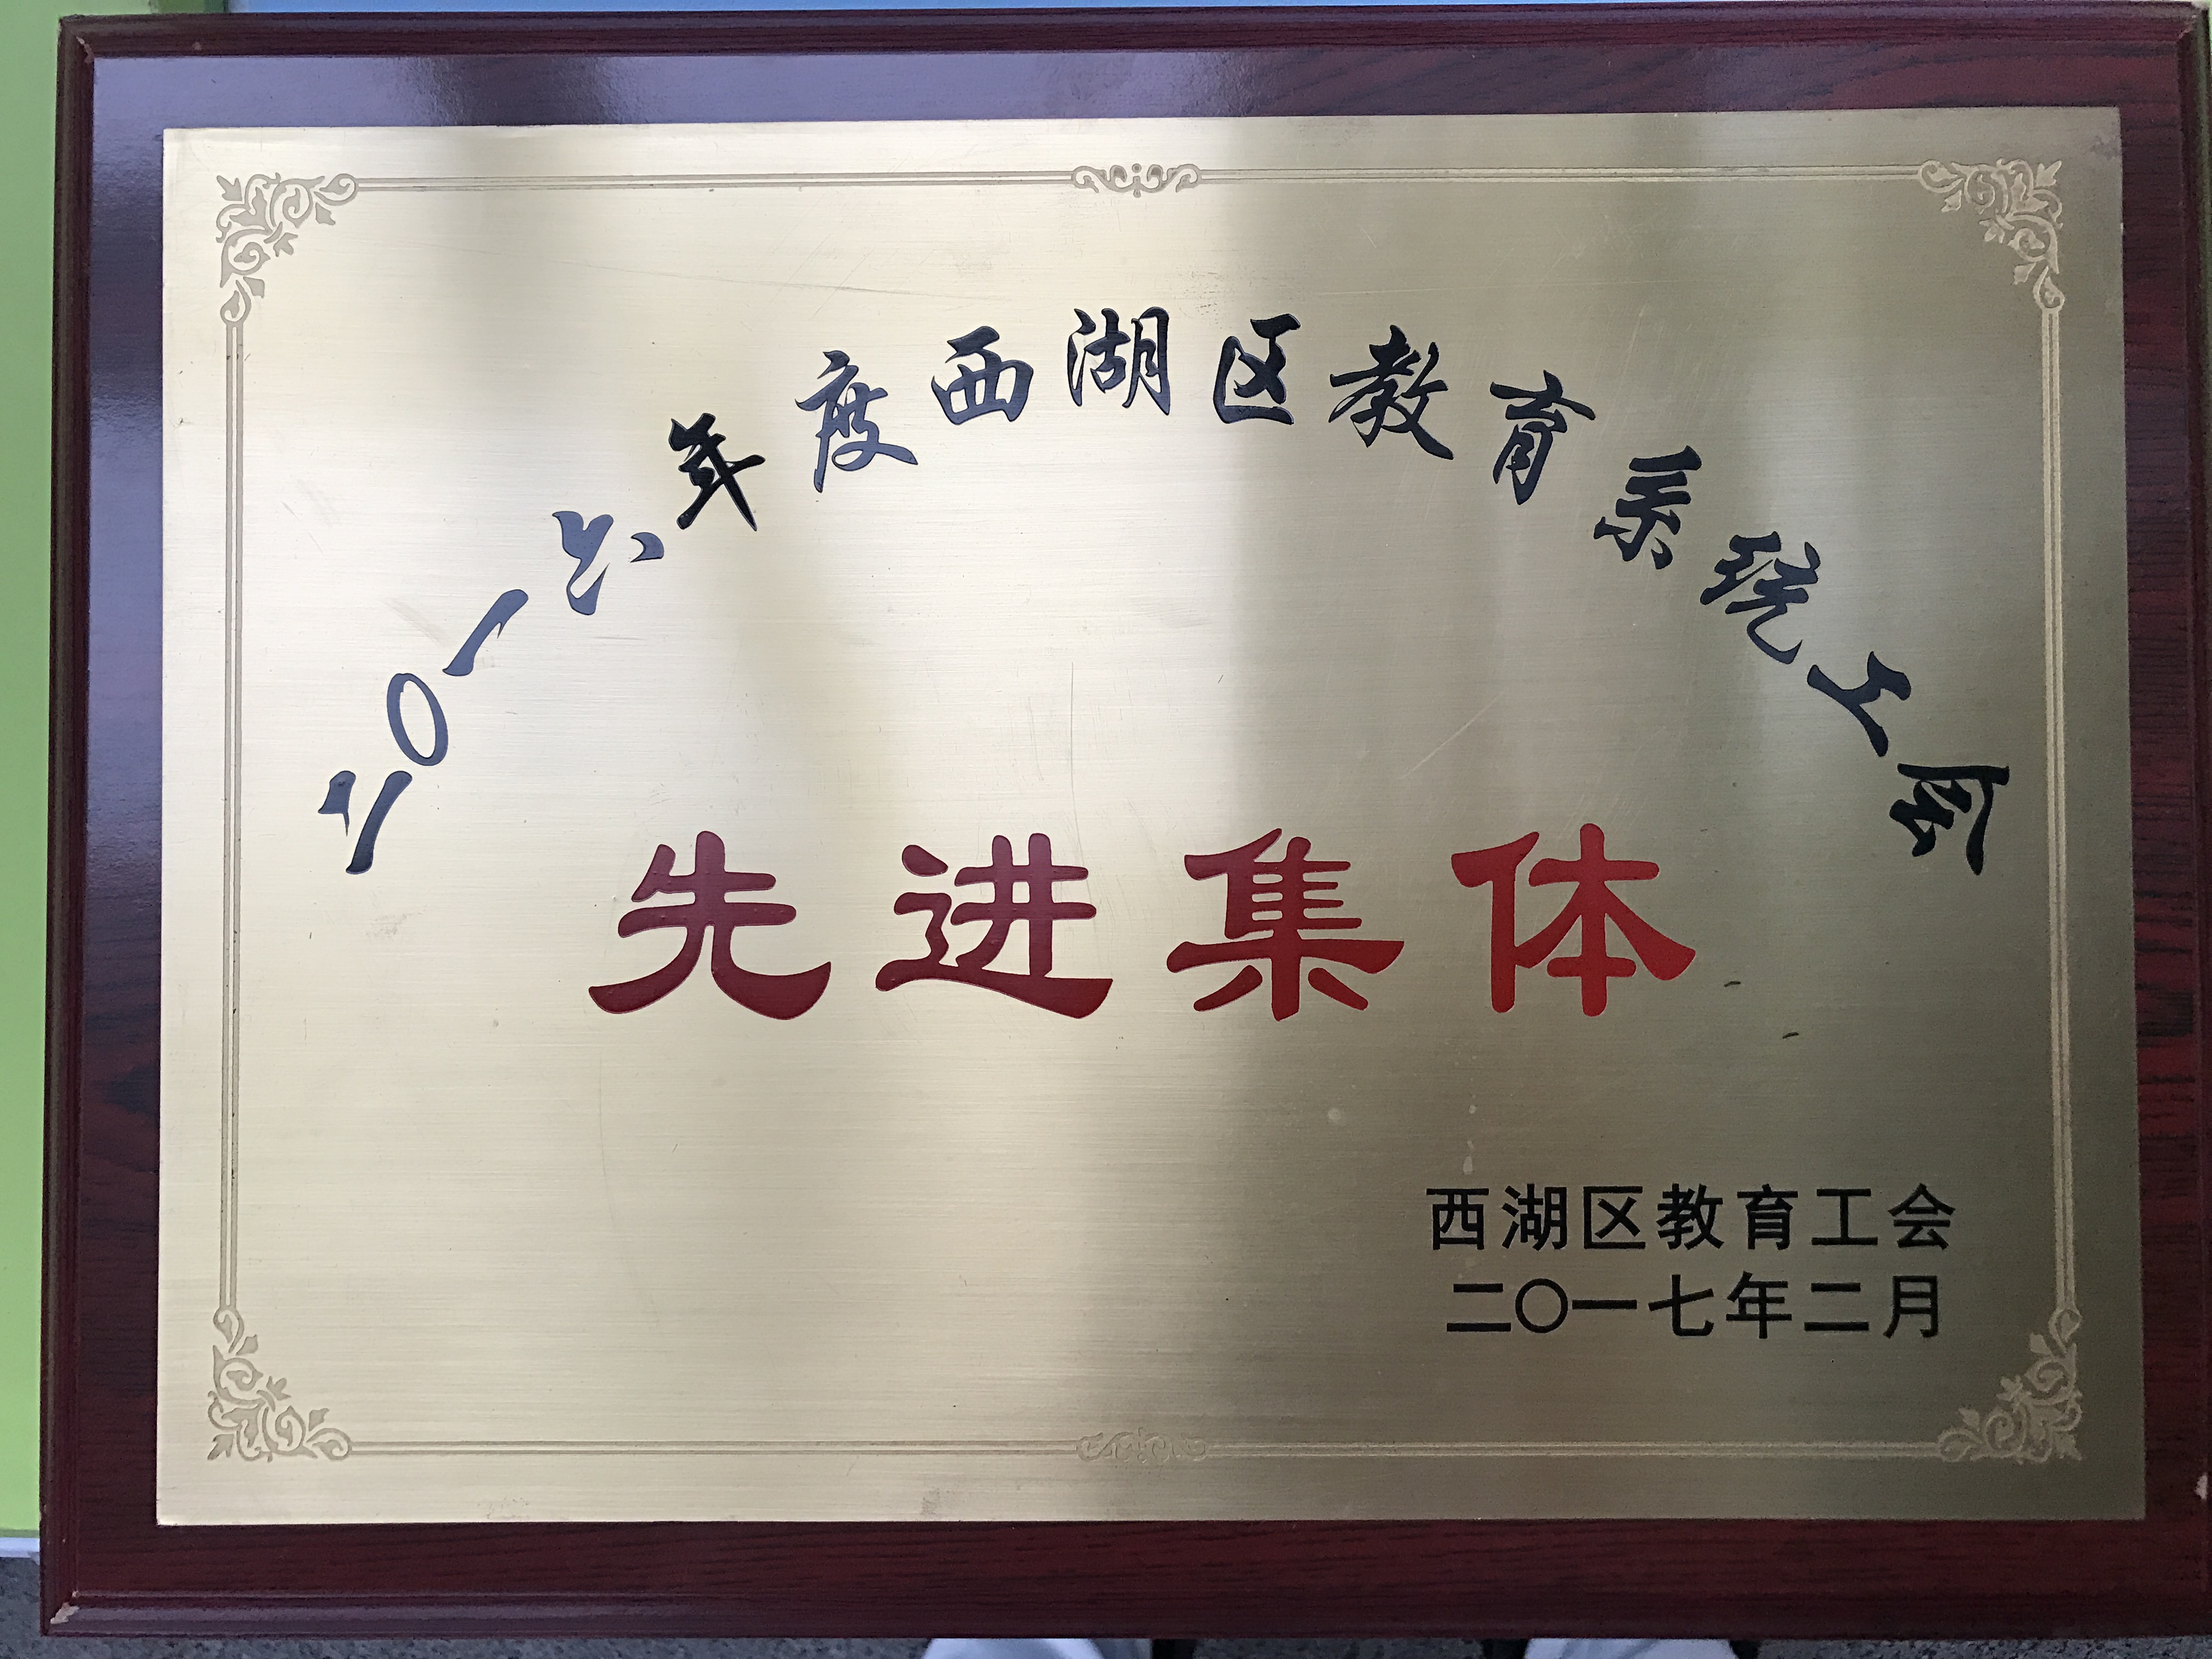 二〇一六年度西湖区教育系统工会
先进集体
西湖区教育工会
二〇一七年二月